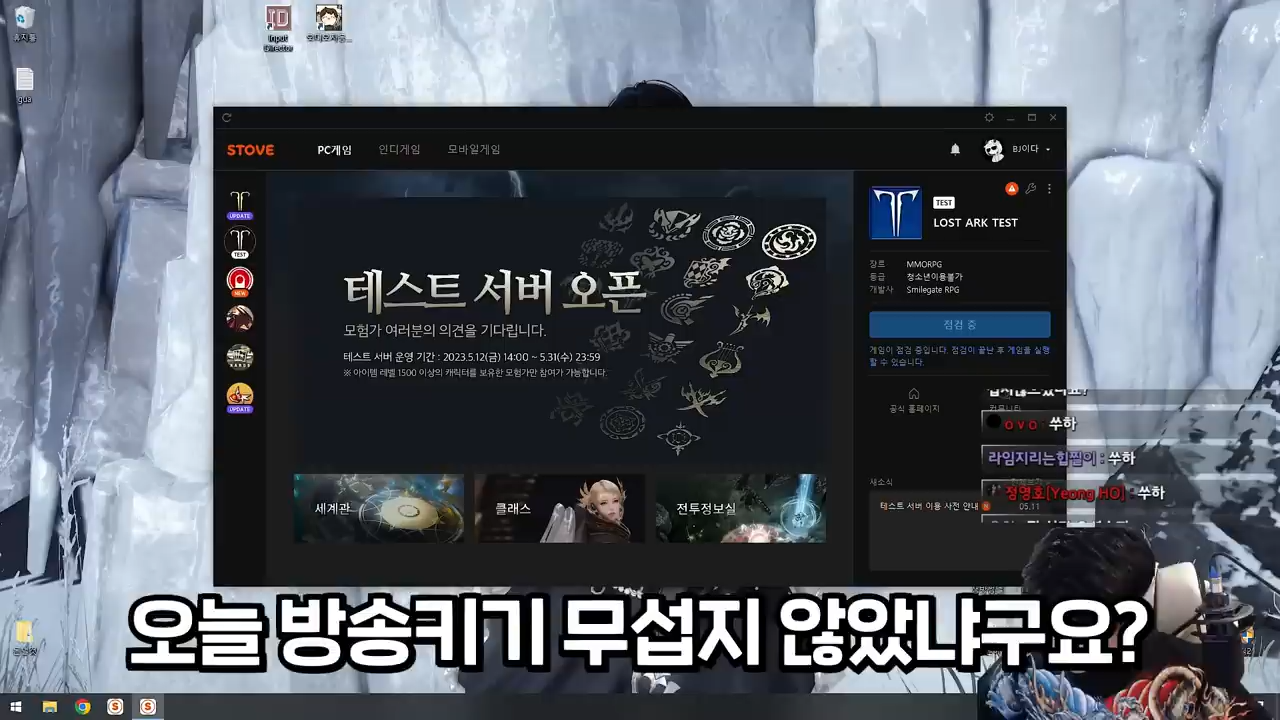 휴지통
Input
Director
gua
STOVE
PC게임
인디게임
모바일게임
BJ이다
UPDATE
TEST
NEW
UPDATE
테스트 서버 오픈
모험가 여러분의 의견을 기다립니다.
테스트 서버 운영 기간 : 2023.5.12(금) 14:00 ~ 5.31(수) 23:59
※ 아이템 레벨 1500 이상의 캐릭터를 보유한 모험가만 참여가 가능합니다.
세계관
클래스
전투정보실
TEST
LOST ARK TEST
장르 MMORPG
등급 청소년이용불가
개발사 Smilegate RPG
점검 중
게임이 점검 중입니다. 점검이 끝난 후 게임을 실행
할 수 있습니다.
공식 홈페이지
커뮤니티
o v o : 쑤하
라임지리는힙찔이 : 쑤하
정명호[Yeong HO] : 쑤하
새소식
테스트 서버 이용 사전 안내
05.11
오늘 방송키기 무섭지 않았냐구요?